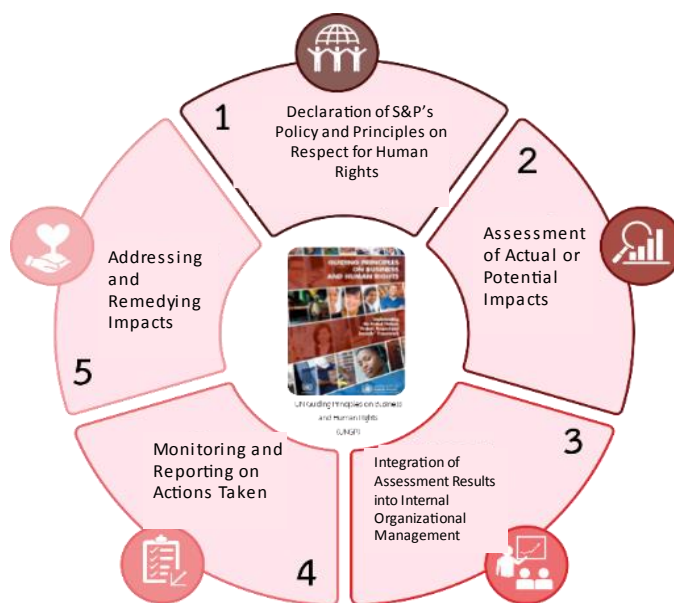 1
Declaration of S&P's
Policy and Principles on
Respect for Human
Rights
2
Assessment
of Actual or
Potential
Impacts
3
Integration of
Assessment Results
into Internal
Organizational
Management
4
Monitoring and
Reporting on
Actions Taken
5
Addressing
and
Remedying
Impacts
GUIDING PRINCIPLES
ON BUSINESS
AND HUMAN RIGHTS
UN Guiding Principles on Business
and Human Rights
(UNGP)